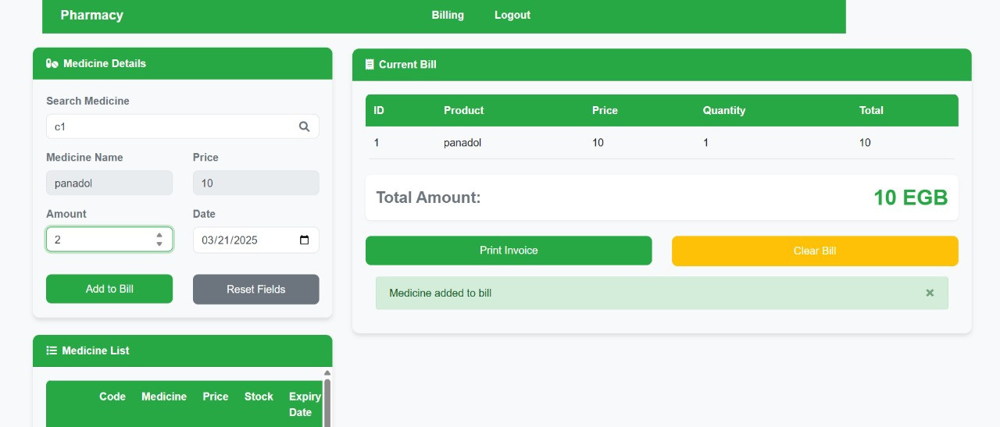 Pharmacy Billing Logout
Medicine Details
Search Medicine
c1
Medicine Name Price
panadol 10
Amount Date
2 03/21/2025
Add to Bill Reset Fields
Medicine List
Code Medicine Price Stock Expiry Date
Current Bill
ID Product Price Quantity Total
1 panadol 10 1 10
Total Amount: 10 EGB
Print Invoice Clear Bill
Medicine added to bill ×